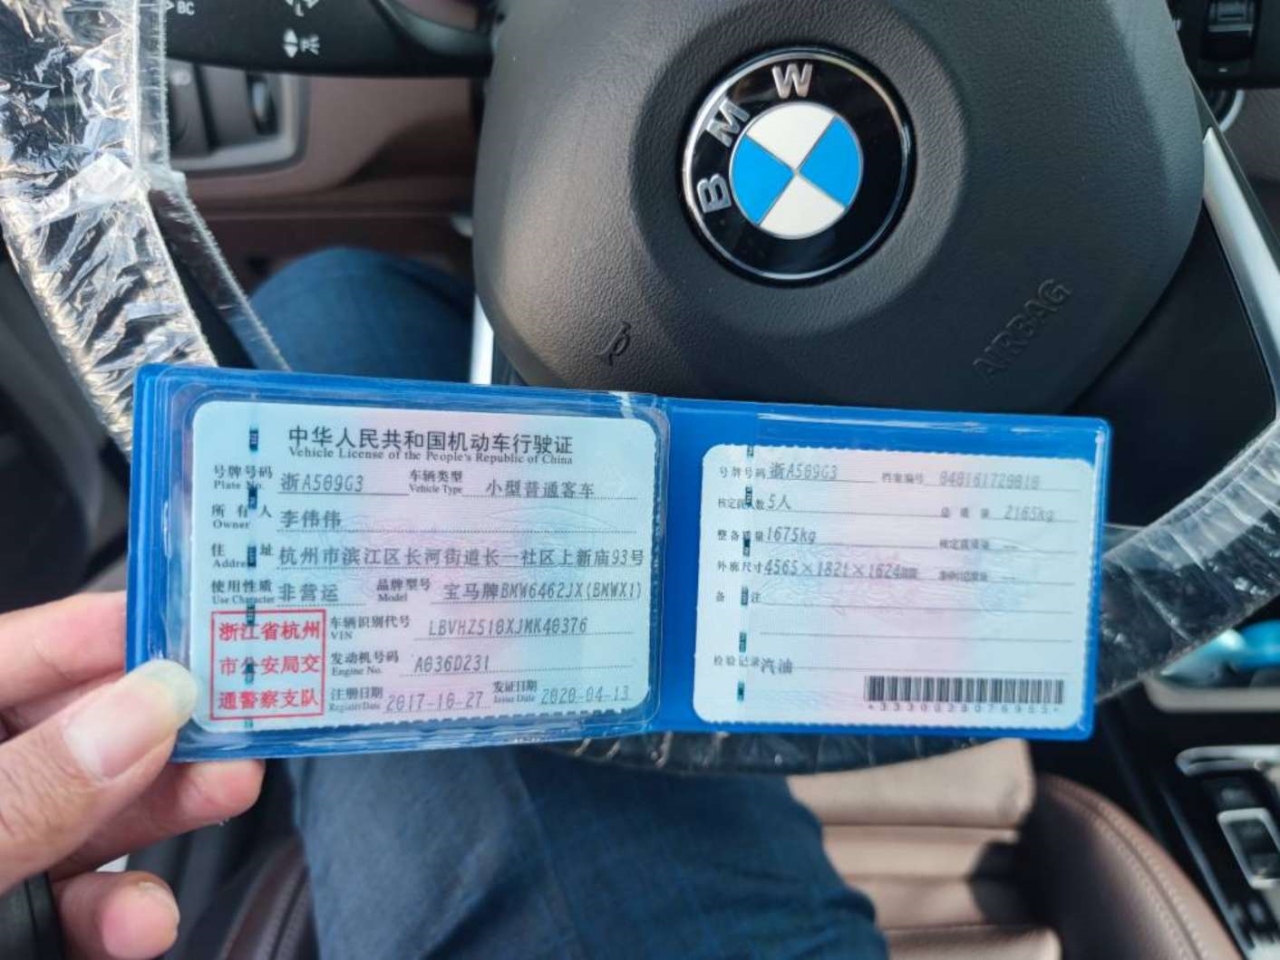 BC
BMW
AIRBAG
中华人民共和国机动车行驶证
Vehicle License of the People's Republic of China
号牌号码 浙A509G3 车辆类型 小型普通客车
Plate No. Vehicle Type
所有人 李伟伟
Owner
住址 杭州市滨江区长河街道长一社区上新庙93号
Address
使用性质 非营运 品牌型号 宝马牌BMW6462JX(BMWX1)
Use Character Model
浙江省杭州
市公安局交
通警察支队
车辆识别代号 LBVHZ510XJMK40376
VIN
发动机号码 A036D231
Engine No.
注册日期 2017-10-27 发证日期 2020-04-13
Register Date Issue Date
号牌号码 浙A509G3 档案编号
核定载人数 5人 总质量 2165kg
整备质量 1675kg 核定载质量 --
外廓尺寸 4565×1821×1624mm
备注
检验记录 汽油